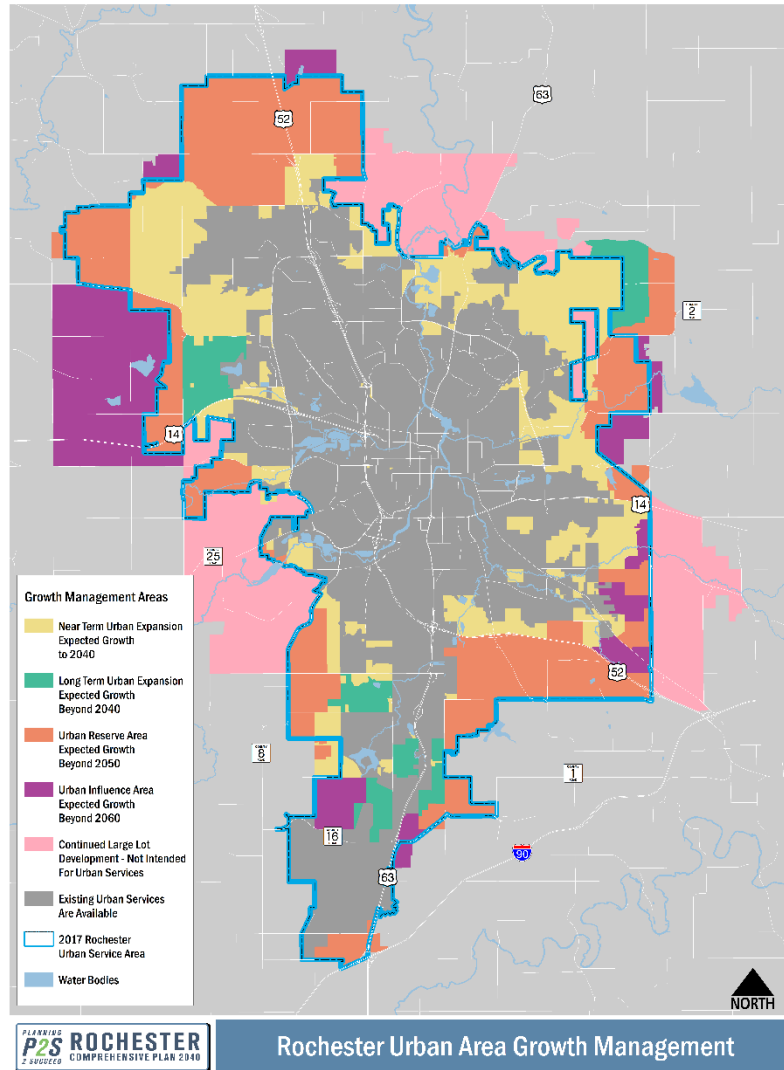 52
63
2
14
14
25
52
8
1
16
63
90
Growth Management Areas
Near Term Urban Expansion
Expected Growth
to 2040
Long Term Urban Expansion
Expected Growth
Beyond 2040
Urban Reserve Area
Expected Growth
Beyond 2050
Urban Influence Area
Expected Growth
Beyond 2060
Continued Large Lot
Development - Not Intended
For Urban Services
Existing Urban Services
Are Available
2017 Rochester
Urban Service Area
Water Bodies
NORTH
PLANNING
P2S
2 SUCCEED
ROCHESTER
COMPREHENSIVE PLAN 2040
Rochester Urban Area Growth Management